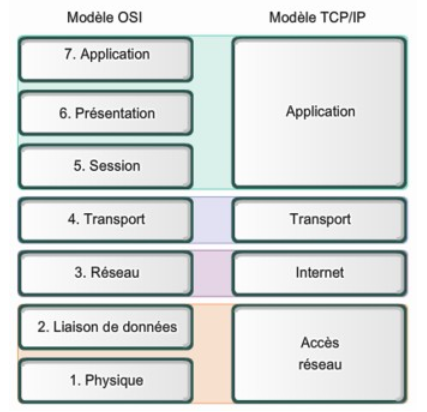 Modèle OSI
Modèle TCP/IP
7. Application
6. Présentation
5. Session
Application
4. Transport
Transport
3. Réseau
Internet
2. Liaison de données
1. Physique
Accès
réseau